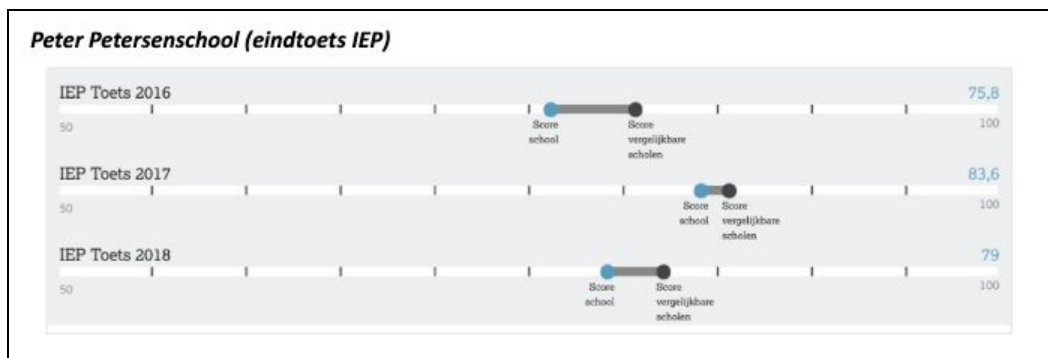 Peter Petersenschool (eindtoets IEP)
IEP Toets 2016
75,8
50
Score school
Score vergelijkbare scholen
100
IEP Toets 2017
83,6
50
Score school
Score vergelijkbare scholen
100
IEP Toets 2018
79
50
Score school
Score vergelijkbare scholen
100